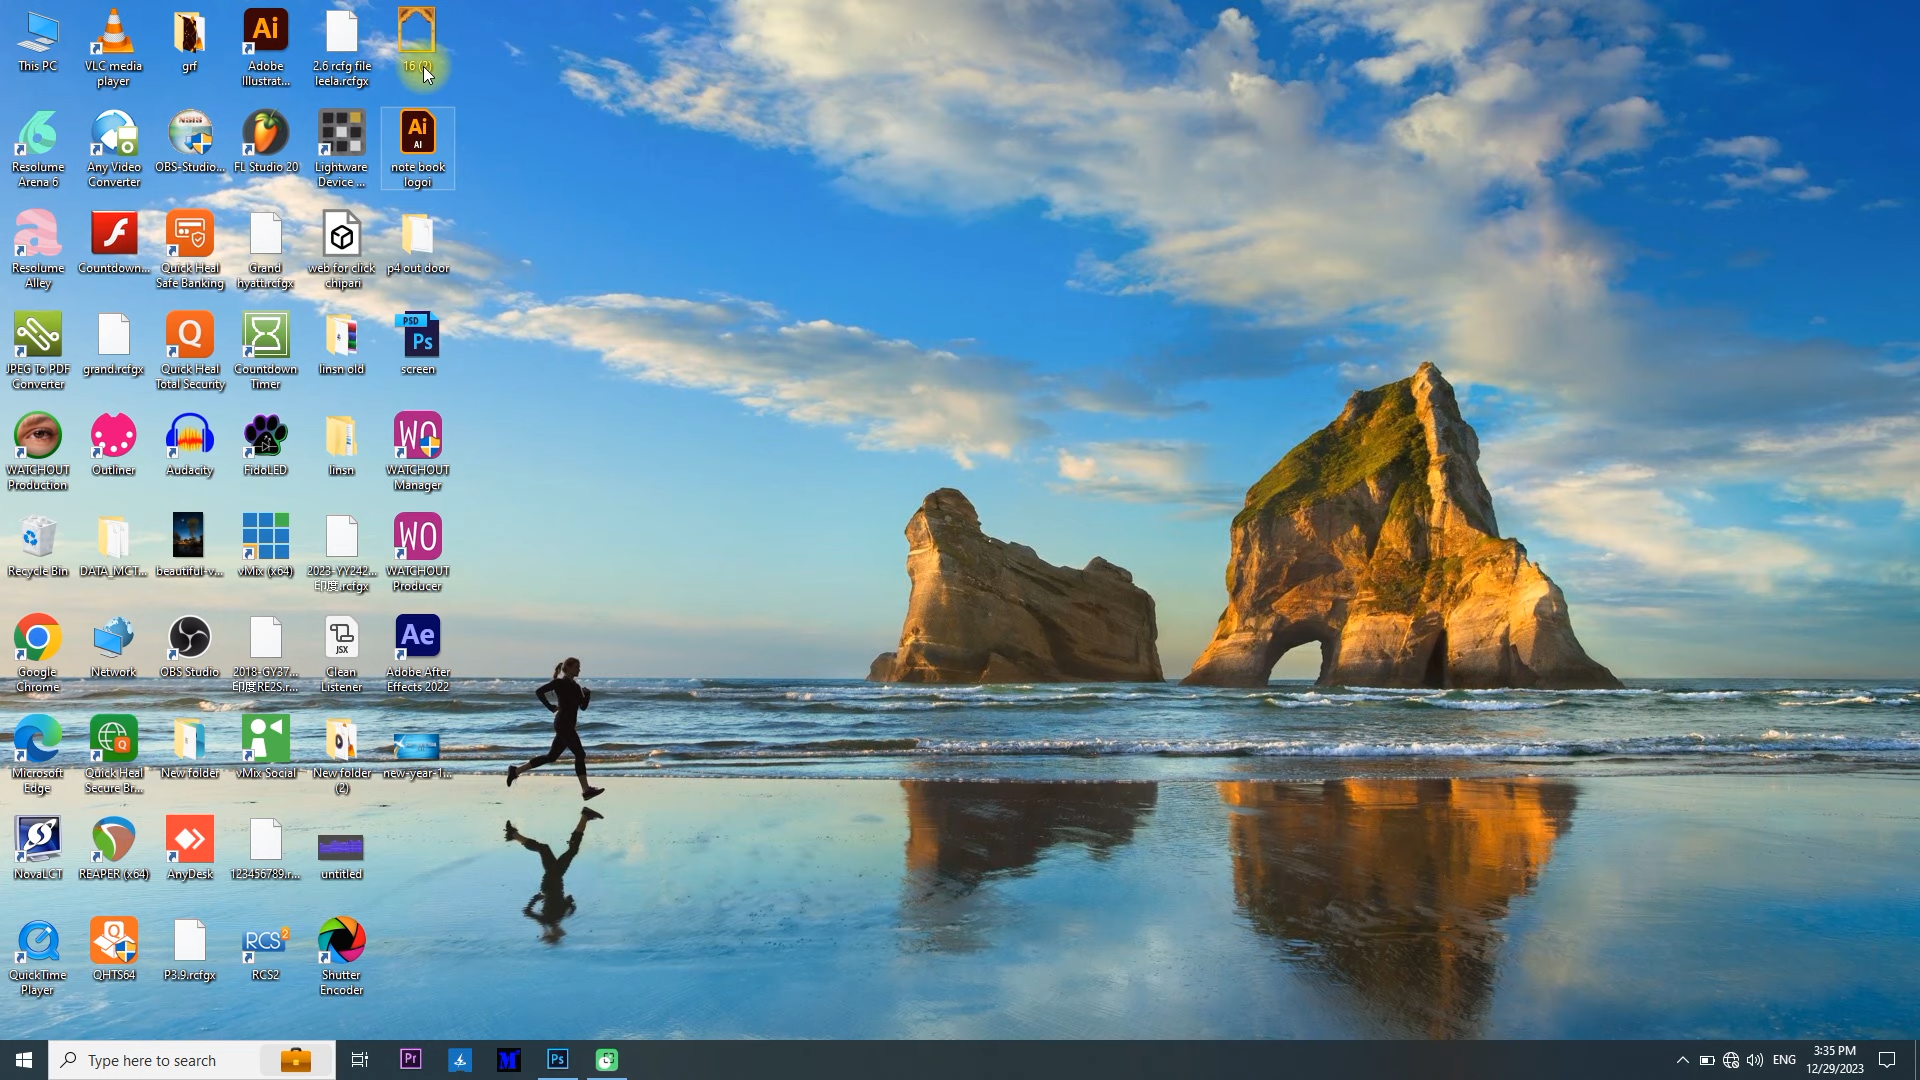 This PC
VLC media
player
grf
Adobe
Illustrat...
2.6 rcfg file
leela.rcfgx
16 (2)
Resolume
Arena 6
Any Video
Converter
OBS-Studio...
FL Studio 20
Lightware
Device ...
note book
logoi
Resolume
Alley
Countdown...
Quick Heal
Safe Banking
Grand
hyatt.rcfgx
web for click
chipari
p4 out door
JPEG To PDF
Converter
grand.rcfgx
Quick Heal
Total Security
Countdown
Timer
linsn old
screen
WATCHOUT
Production
Outliner
Audacity
FidoLED
linsn
WATCHOUT
Manager
Recycle Bin
DATA_MCT...
beautiful-v...
vMix (x64)
2023-YY242...
印度.rcfgx
WATCHOUT
Producer
Google
Chrome
Network
OBS Studio
2018-GY37...
印度RE2S.r...
Clean
Listener
Adobe After
Effects 2022
Microsoft
Edge
Quick Heal
Secure Br...
New folder
vMix Social
New folder
(2)
new-year-1...
NovaLCT
REAPER (x64)
AnyDesk
123456789.r...
untitled
QuickTime
Player
QHTS64
P3.9.rcfgx
RCS2
Shutter
Encoder
Type here to search
ENG
3:35 PM
12/29/2023